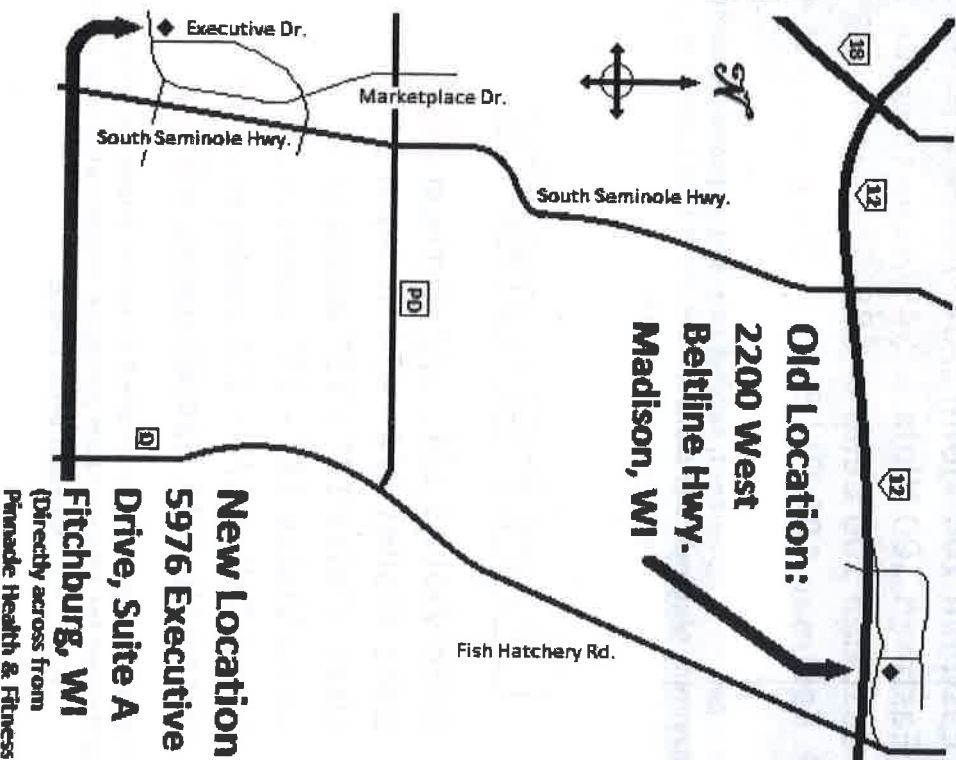 18
12
12
N
Executive Dr.
Marketplace Dr.
South Seminole Hwy.
South Seminole Hwy.
PD
D
Fish Hatchery Rd.
Old Location:
2200 West
Beltline Hwy.
Madison, WI
New Location
5976 Executive
Drive, Suite A
Fitchburg, WI
(Directly across from
Pinnacle Health & Fitness